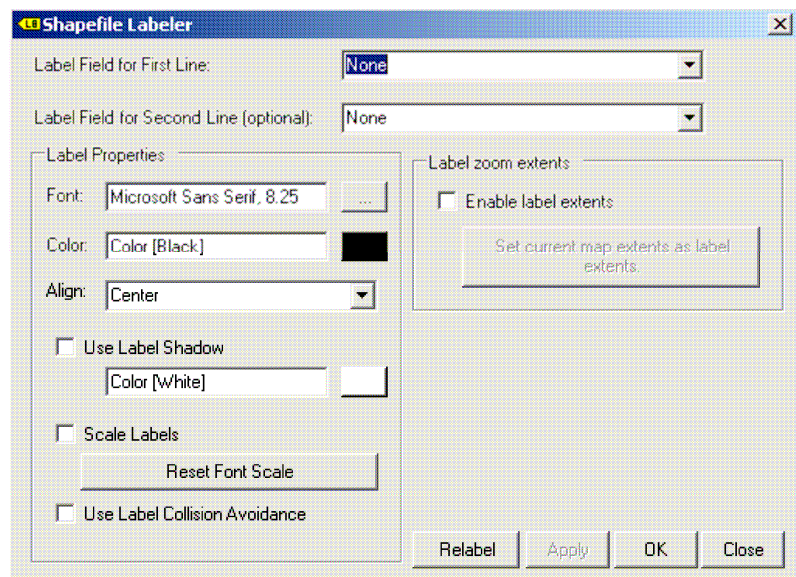 LB Shapefile Labeler
Label Field for First Line: None
Label Field for Second Line (optional): None
Label Properties
Font: Microsoft Sans Serif, 8.25 ...
Color: Color [Black]
Align: Center
Use Label Shadow
Color [White]
Scale Labels
Reset Font Scale
Use Label Collision Avoidance
Label zoom extents
Enable label extents
Set current map extents as label
extents.
Relabel Apply OK Close